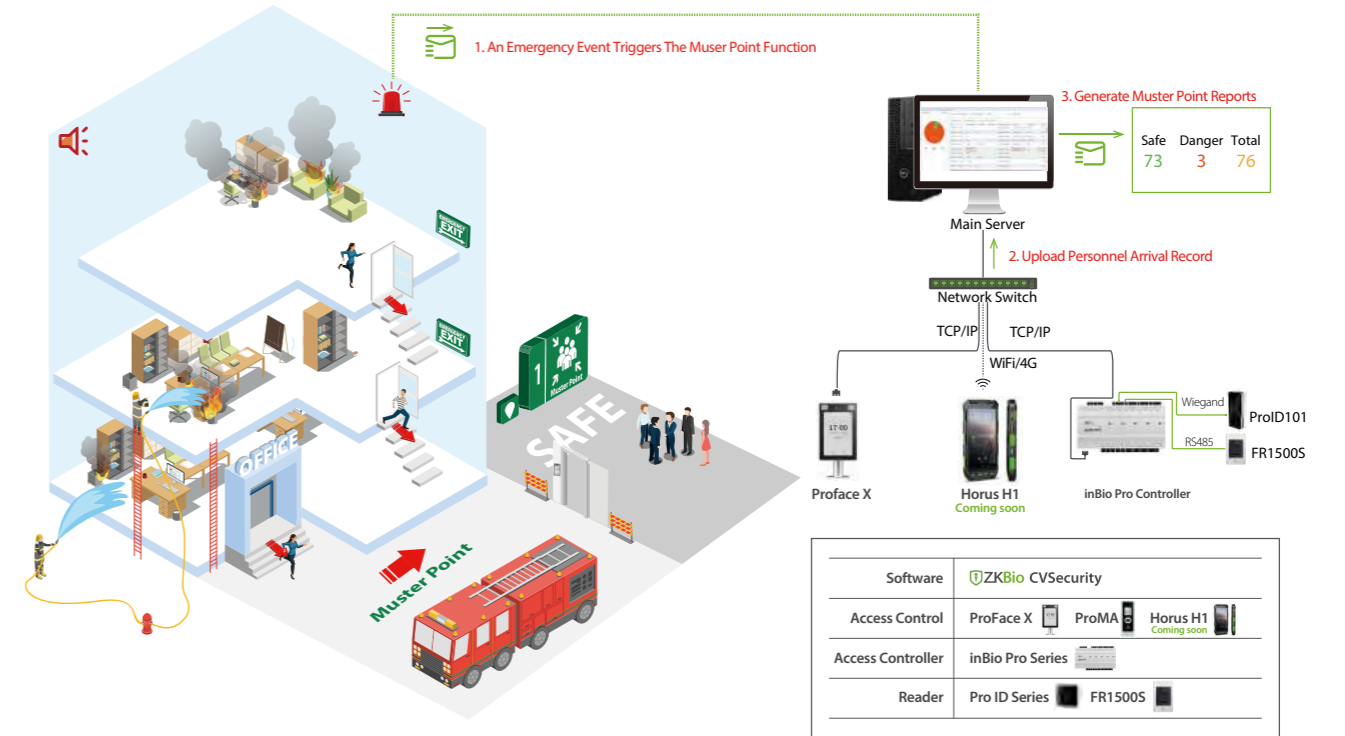 1. An Emergency Event Triggers The Muser Point Function
3. Generate Muster Point Reports
Safe Danger Total
73 3 76
Main Server
2. Upload Personnel Arrival Record
Network Switch
TCP/IP TCP/IP
WiFi/4G
EMERGENCY
EXIT
EMERGENCY
EXIT
1
Muster Point
SAFE
OFFICE
Muster Point
17:00
Wiegand
ProID101
RS485
FR1500S
Proface X
Horus H1
Coming soon
inBio Pro Controller
Software ZKBio CVSecurity
Access Control ProFace X ProMA Horus H1
Coming soon
Access Controller inBio Pro Series
Reader Pro ID Series FR1500S